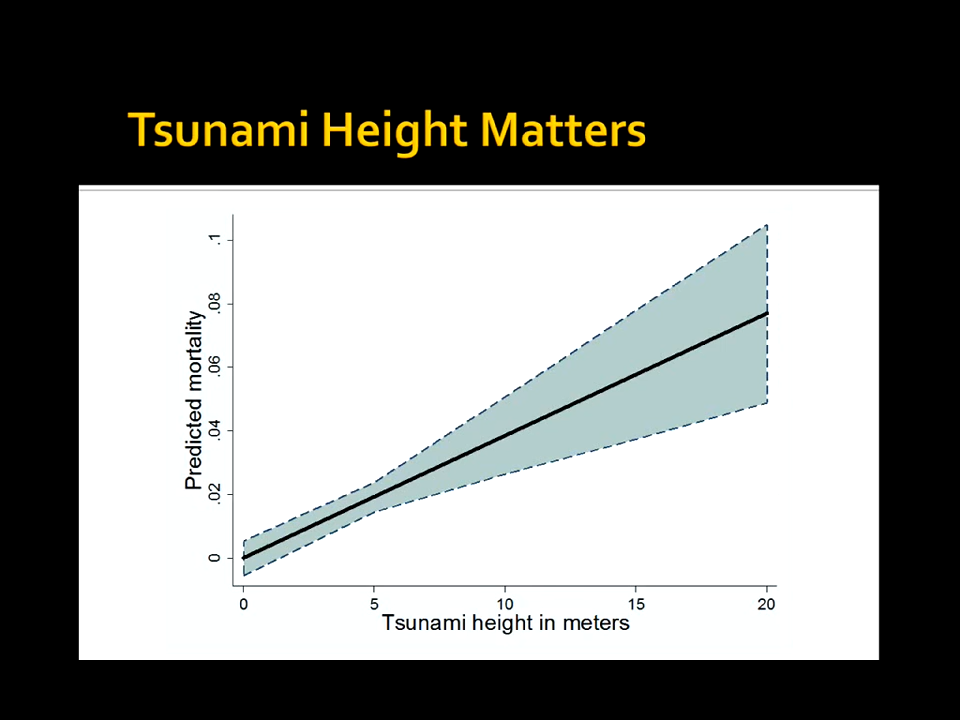 Tsunami Height Matters
Predicted mortality
.1
.08
.06
.04
.02
0
0 5 10 15 20
Tsunami height in meters